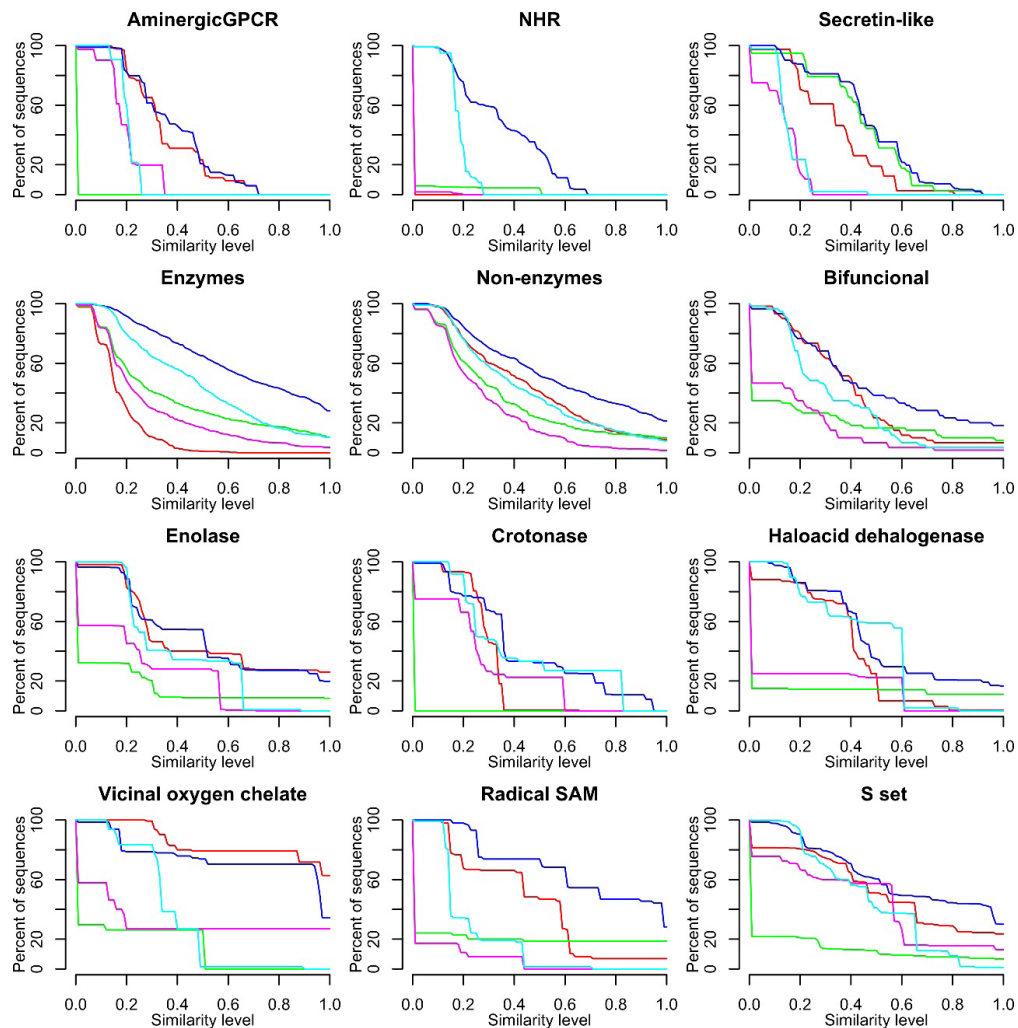 AminergicGPCR NHR Secretin-like
Percent of sequences Percent of sequences Percent of sequences
0 20 60 100 0 20 60 100 0 20 60 100
0.0 0.2 0.4 0.6 0.8 1.0 0.0 0.2 0.4 0.6 0.8 1.0 0.0 0.2 0.4 0.6 0.8 1.0
Similarity level Similarity level Similarity level
Enzymes Non-enzymes Bifuncional
Percent of sequences Percent of sequences Percent of sequences
0 20 60 100 0 20 60 100 0 20 60 100
0.0 0.2 0.4 0.6 0.8 1.0 0.0 0.2 0.4 0.6 0.8 1.0 0.0 0.2 0.4 0.6 0.8 1.0
Similarity level Similarity level Similarity level
Enolase Crotonase Haloacid dehalogenase
Percent of sequences Percent of sequences Percent of sequences
0 20 60 100 0 20 60 100 0 20 60 100
0.0 0.2 0.4 0.6 0.8 1.0 0.0 0.2 0.4 0.6 0.8 1.0 0.0 0.2 0.4 0.6 0.8 1.0
Similarity level Similarity level Similarity level
Vicinal oxygen chelate Radical SAM S set
Percent of sequences Percent of sequences Percent of sequences
0 20 60 100 0 20 60 100 0 20 60 100
0.0 0.2 0.4 0.6 0.8 1.0 0.0 0.2 0.4 0.6 0.8 1.0 0.0 0.2 0.4 0.6 0.8 1.0
Similarity level Similarity level Similarity level